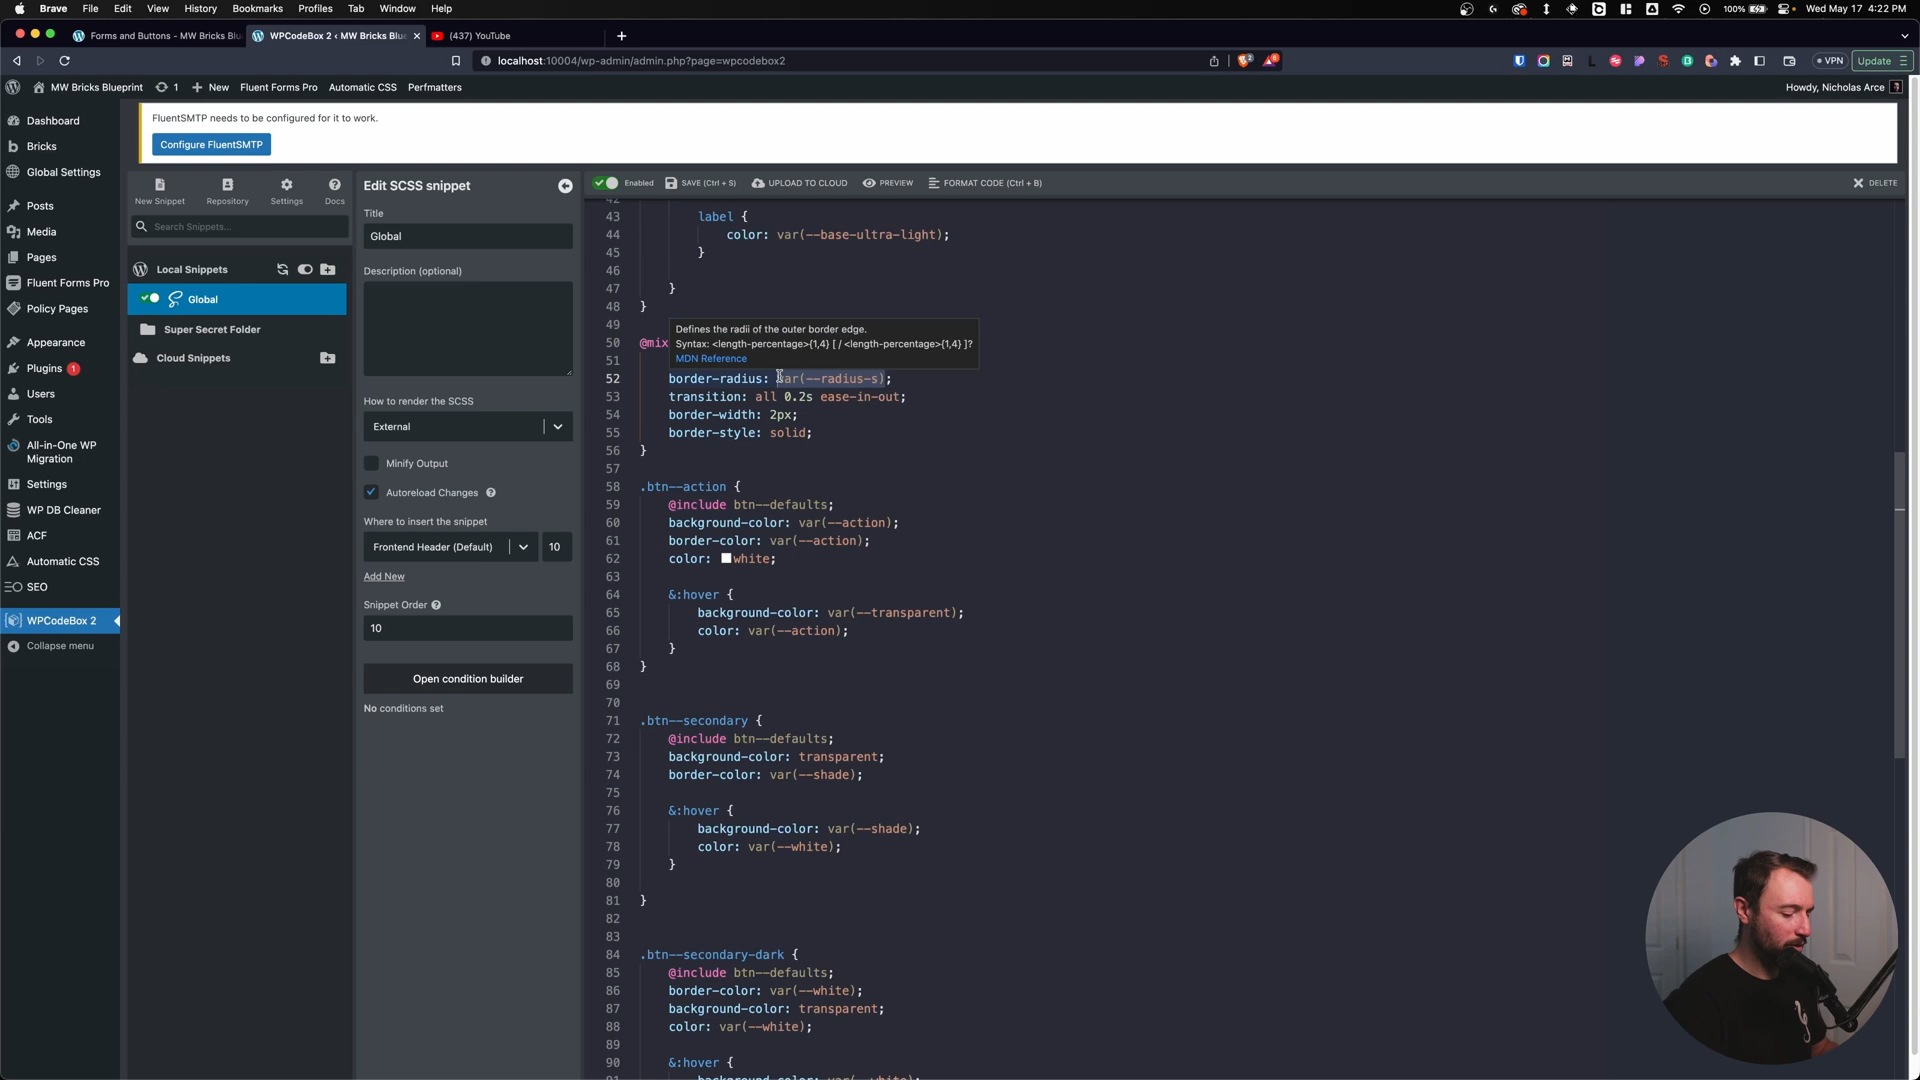 Brave File Edit View History Bookmarks Profiles Tab Window Help
100% Wed May 17 4:22 PM
Forms and Buttons - MW Bricks Blu
WPCodeBox 2 ‹ MW Bricks Blue
(437) YouTube
localhost:10004/wp-admin/admin.php?page=wpcodebox2
VPN
Update
MW Bricks Blueprint 1 New Fluent Forms Pro Automatic CSS Perfmatters
Howdy, Nicholas Arce
FluentSMTP needs to be configured for it to work.
Configure FluentSMTP
Dashboard
Bricks
Global Settings
Posts
Media
Pages
Fluent Forms Pro
Policy Pages
Appearance
Plugins 1
Users
Tools
All-in-One WP
Migration
Settings
WP DB Cleaner
ACF
Automatic CSS
SEO
WPCodeBox 2
Collapse menu
New Snippet Repository Settings Docs
Search Snippets...
Local Snippets
Global
Super Secret Folder
Cloud Snippets
Edit SCSS snippet
Title
Global
Description (optional)
How to render the SCSS
External
Minify Output
Autoreload Changes
Where to insert the snippet
Frontend Header (Default) 10
Add New
Snippet Order
10
Open condition builder
No conditions set
Enabled SAVE (Ctrl + S) UPLOAD TO CLOUD PREVIEW FORMAT CODE (Ctrl + B) DELETE
42
43 label {
44 color: var(--base-ultra-light);
45 }
46
47 }
48 }
49
Defines the radii of the outer border edge.
Syntax: <length-percentage>{1,4} [ / <length-percentage>{1,4} ]?
MDN Reference
50 @mix
51
52 border-radius: var(--radius-s);
53 transition: all 0.2s ease-in-out;
54 border-width: 2px;
55 border-style: solid;
56 }
57
58 .btn--action {
59 @include btn--defaults;
60 background-color: var(--action);
61 border-color: var(--action);
62 color: white;
63
64 &:hover {
65 background-color: var(--transparent);
66 color: var(--action);
67 }
68 }
69
70
71 .btn--secondary {
72 @include btn--defaults;
73 background-color: transparent;
74 border-color: var(--shade);
75
76 &:hover {
77 background-color: var(--shade);
78 color: var(--white);
79 }
80
81 }
82
83
84 .btn--secondary-dark {
85 @include btn--defaults;
86 border-color: var(--white);
87 background-color: transparent;
88 color: var(--white);
89
90 &:hover {